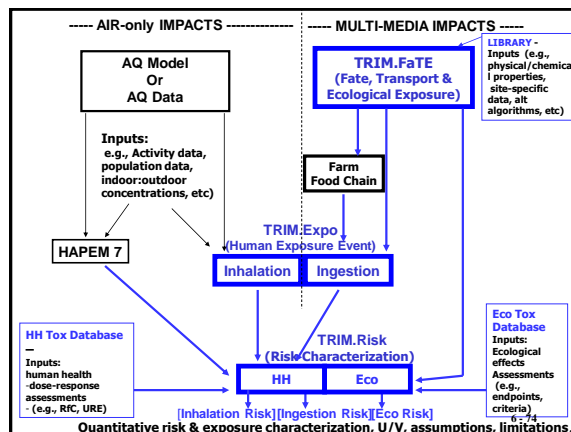 ----- AIR-only IMPACTS -----
----- MULTI-MEDIA IMPACTS -----
AQ Model
Or
AQ Data
TRIM.FaTE
(Fate, Transport &
Ecological Exposure)
LIBRARY -
Inputs (e.g.,
physical/chemica
l properties,
site-specific
data, alt
algorithms, etc)
Inputs:
e.g., Activity data,
population data,
indoor:outdoor
concentrations, etc)
Farm
Food Chain
TRIM.Expo
(Human Exposure Event)
HAPEM 7
Inhalation
Ingestion
HH Tox Database
—
Inputs:
human health
-dose-response
assessments
- (e.g., RfC, URE)
TRIM.Risk
(Risk Characterization)
HH
Eco
Eco Tox
Database
Inputs:
Ecological
effects
Assessments
(e.g.,
endpoints,
criteria)
[Inhalation Risk][Ingestion Risk][Eco Risk]
6 - 74
Quantitative risk & exposure characterization, U/V, assumptions, limitations,